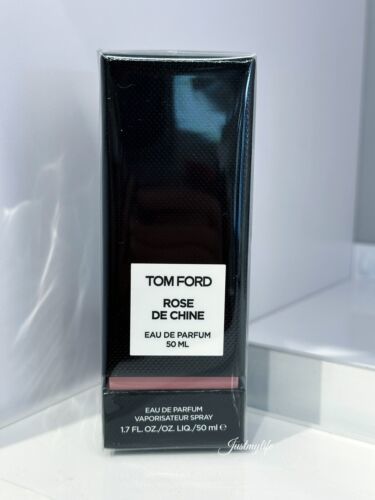 TOM FORD
ROSE
DE CHINE
EAU DE PARFUM
50 ML
EAU DE PARFUM
VAPORISATEUR SPRAY
1.7 FL. OZ./OZ. LIQ./50 ml ℮
Justmylife